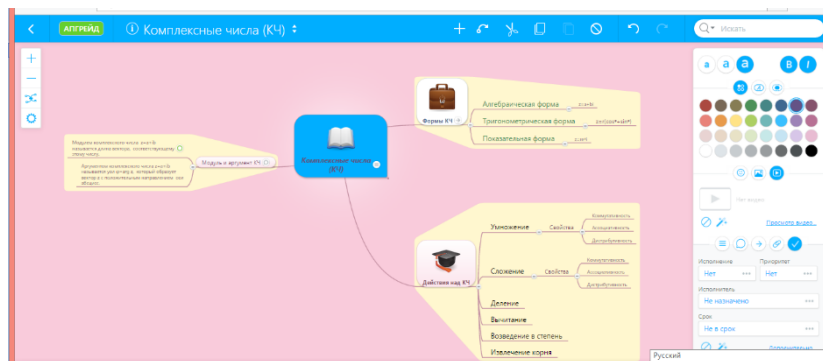 АПГРЕЙД
Комплексные числа (КЧ)
Искать
a a a B I
Формы КЧ
Алгебраическая форма
Тригонометрическая форма
Показательная форма
Модуль и аргумент КЧ
Комплексные числа
(КЧ)
Действия над КЧ
Умножение
Свойства
Коммутативность
Ассоциативность
Дистрибутивность
Сложение
Свойства
Коммутативность
Ассоциативность
Дистрибутивность
Деление
Вычитание
Возведение в степень
Извлечение корня
Нет видео
Просмотр видео...
Исполнение
Приоритет
Нет
Нет
Исполнитель
Не назначено
Срок
Не в срок
Дополнительно
Русский